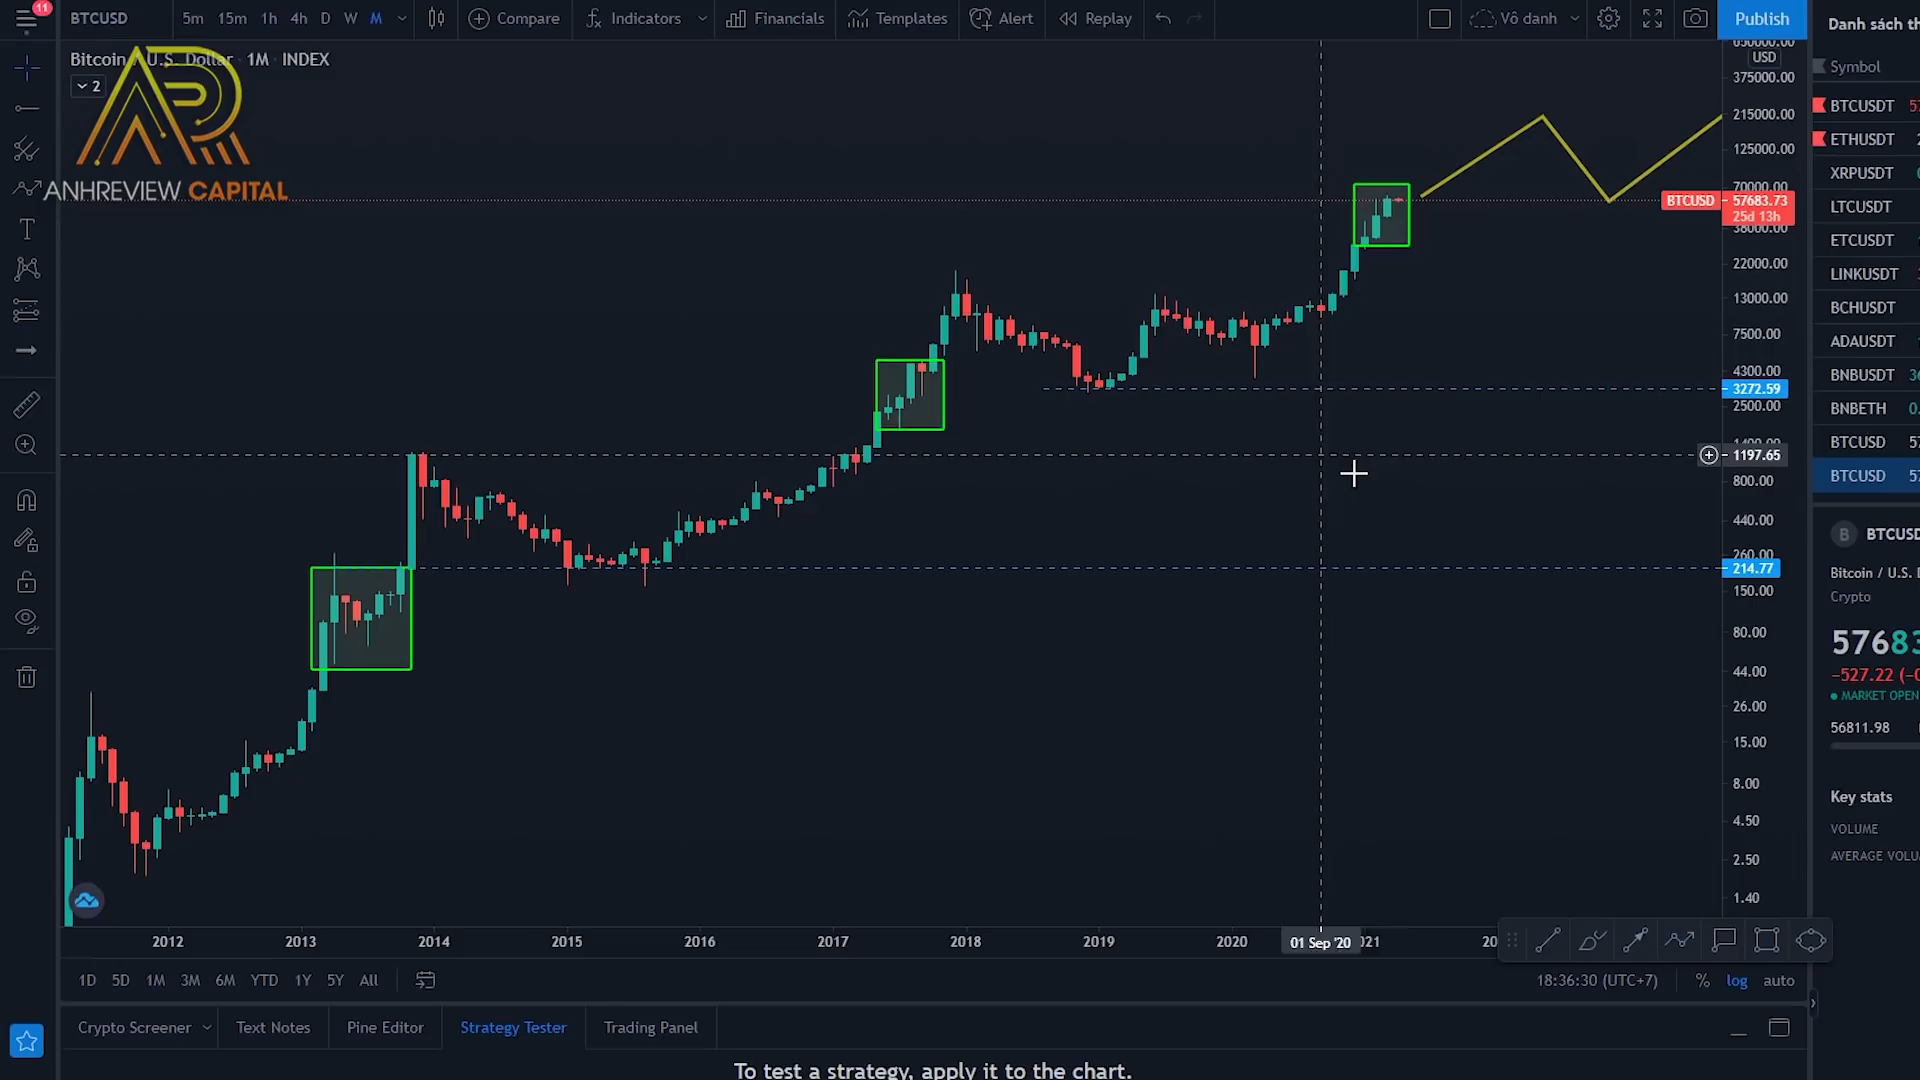 11
BTCUSD 5m 15m 1h 4h D W M Compare Indicators Financials Templates Alert Replay Vô danh Publish
Danh sách th
Bitcoin / U.S. Dollar 1M INDEX
2
ANHREVIEW CAPITAL
USD
375000.00
215000.00
125000.00
70000.00
BTCUSD 57683.73
25d 13h
38000.00
22000.00
13000.00
7500.00
4300.00
3272.59
2500.00
1197.65
800.00
440.00
260.00
214.77
150.00
80.00
44.00
26.00
15.00
8.00
4.50
2.50
1.40
2012 2013 2014 2015 2016 2017 2018 2019 2020 01 Sep '20
1D 5D 1M 3M 6M YTD 1Y 5Y All
18:36:30 (UTC+7) % log auto
Crypto Screener Text Notes Pine Editor Strategy Tester Trading Panel
To test a strategy, apply it to the chart.
Symbol
BTCUSDT
ETHUSDT
XRPUSDT
LTCUSDT
ETCUSDT
LINKUSDT
BCHUSDT
ADAUSDT
BNBUSDT
BNBETH
BTCUSD
BTCUSD
B BTCUSD
Bitcoin / U.S.
Crypto
57683
-527.22
MARKET OPEN
56811.98
Key stats
VOLUME
AVERAGE VOLU